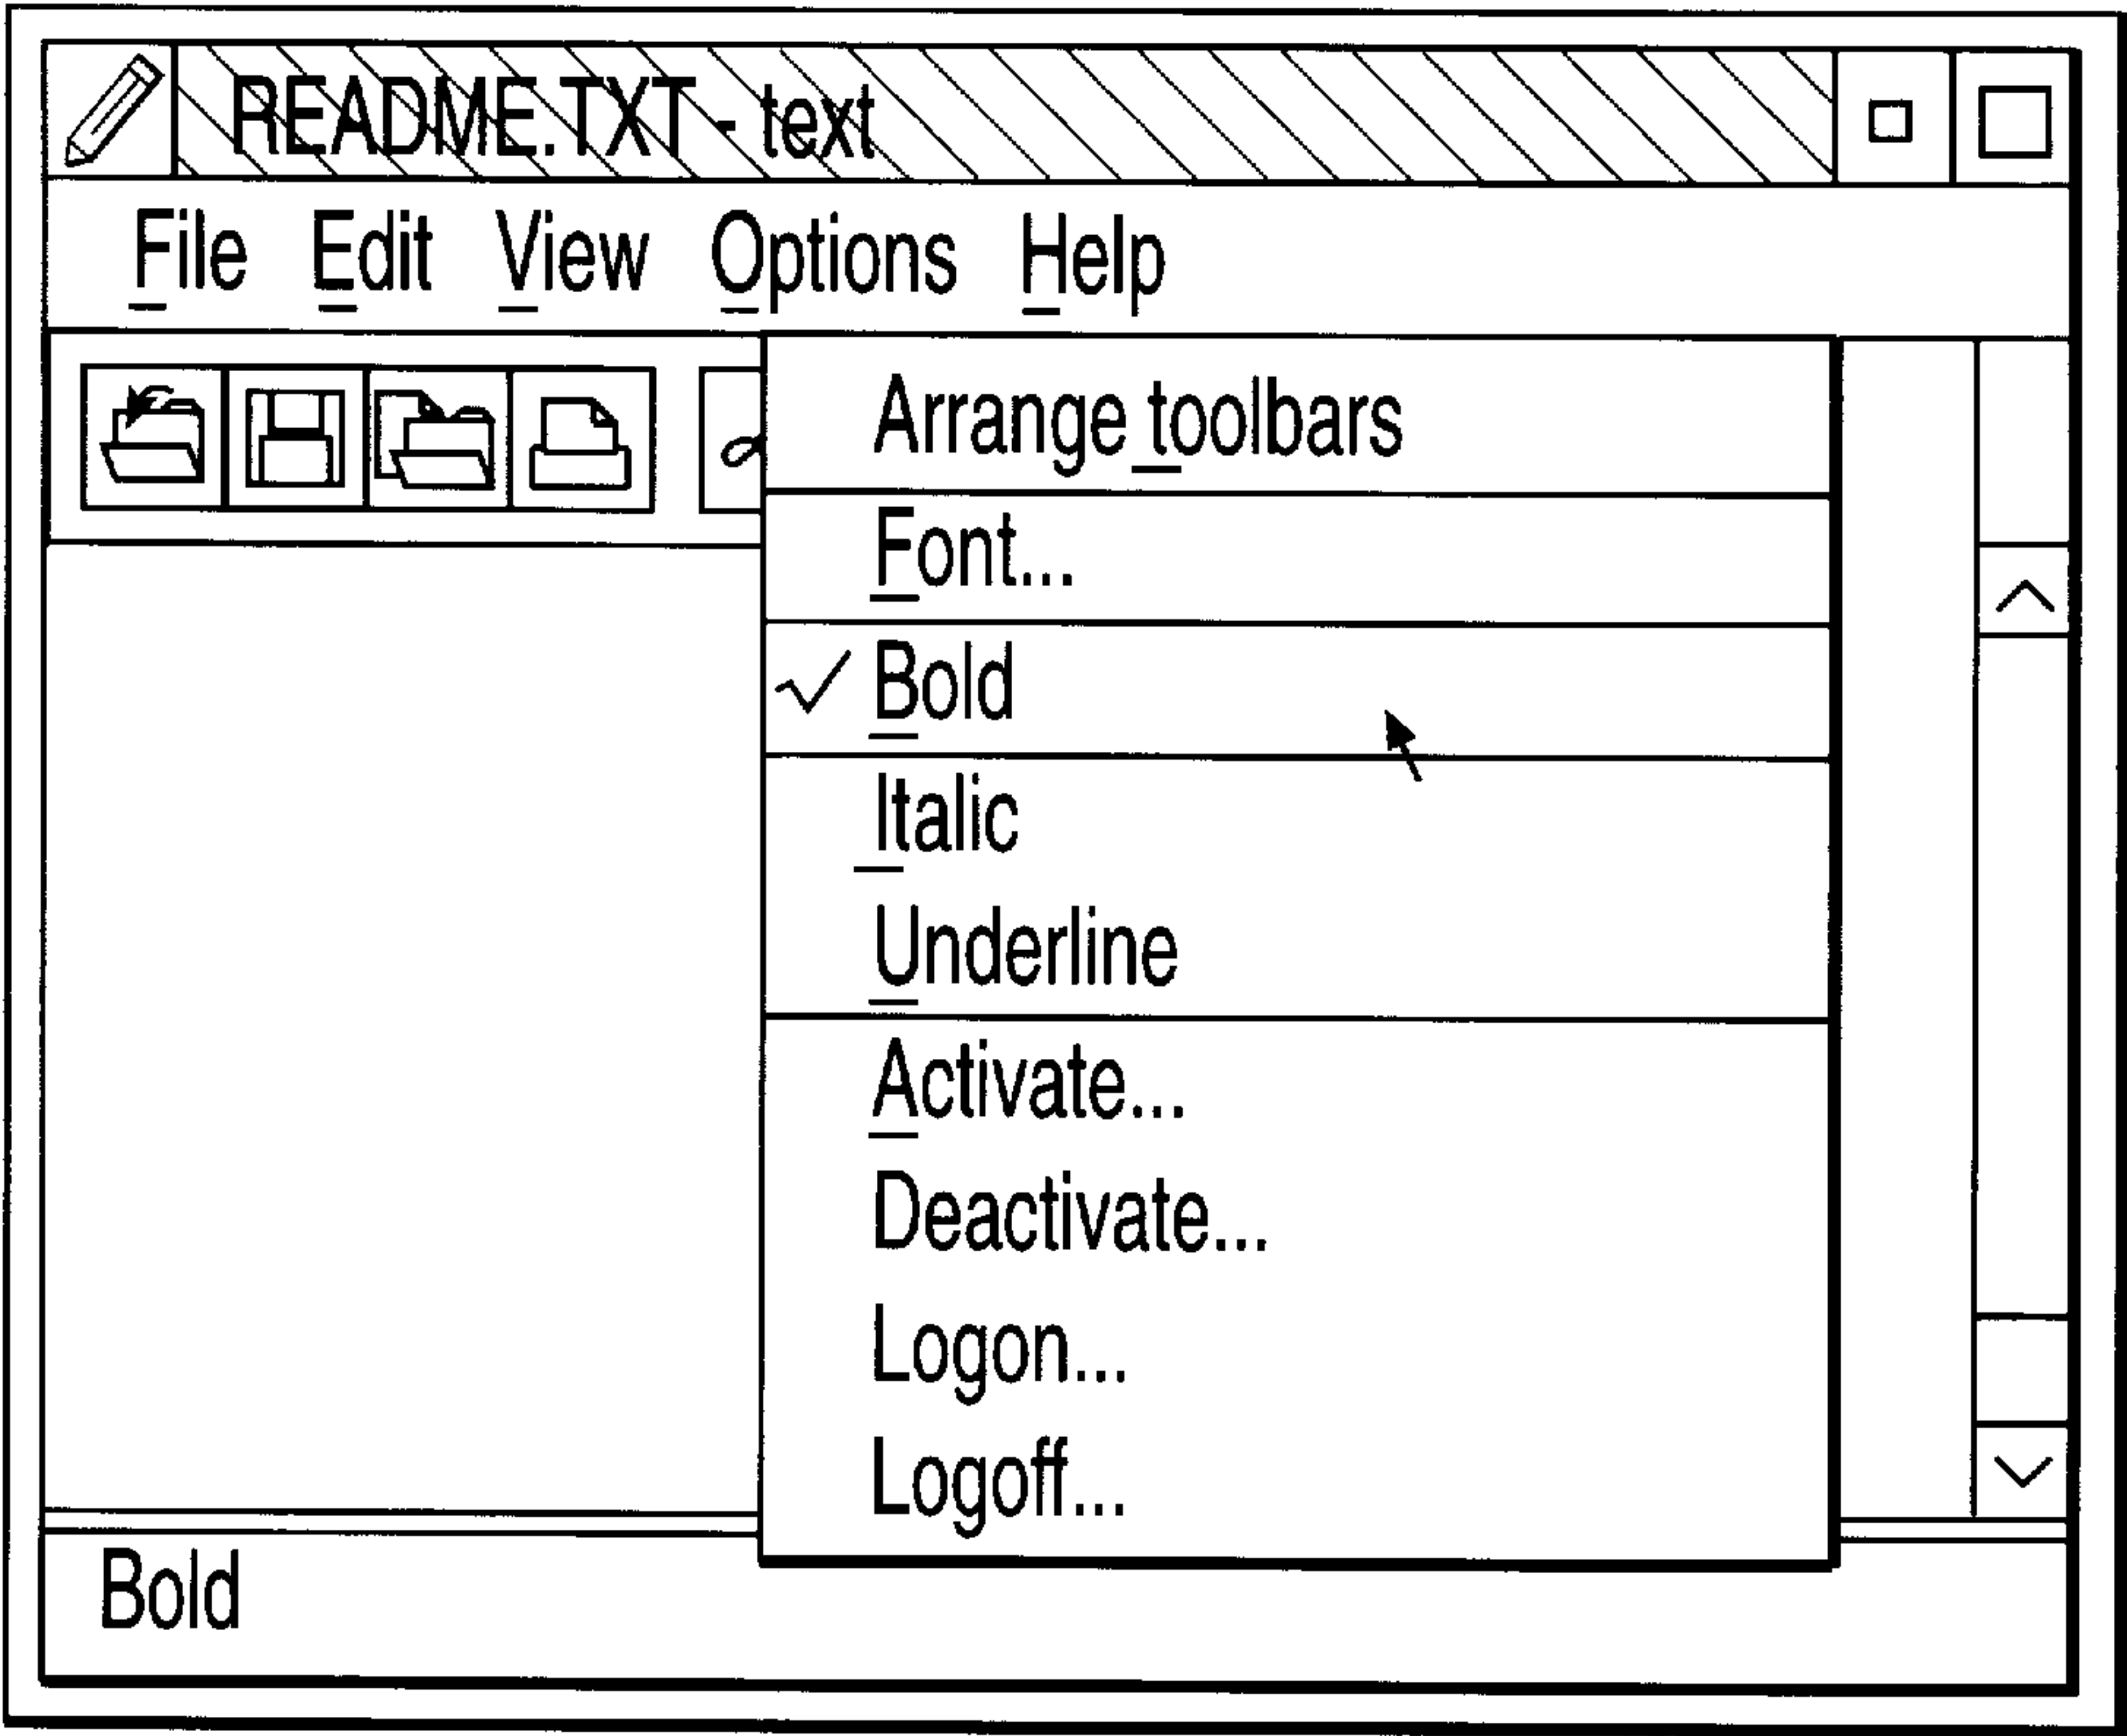 README.TXT - text
File Edit View Options Help
Arrange toolbars
Font...
Bold
Italic
Underline
Activate...
Deactivate...
Logon...
Logoff...
Bold